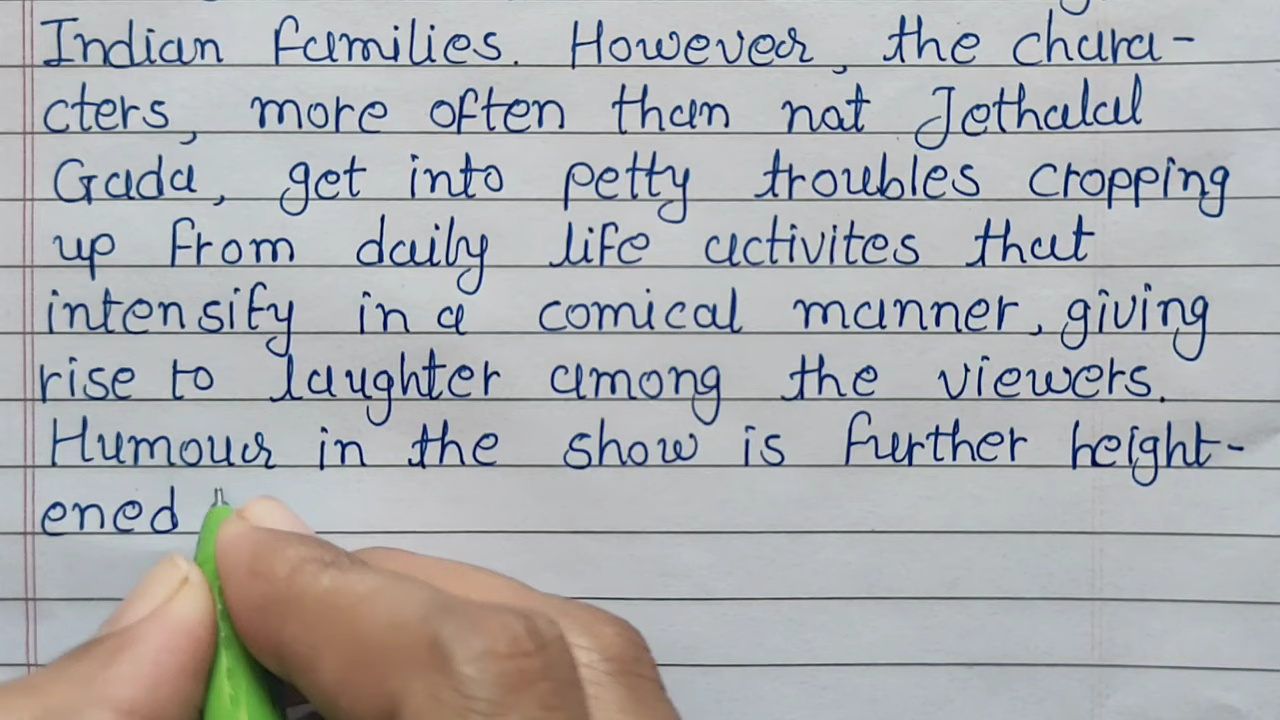 Indian families. However, the chara-
cters, more often than not Jethalal
Gada, get into petty troubles cropping
up from daily life activites that
intensify in a comical manner, giving
rise to laughter among the viewers.
Humour in the show is further height-
ened